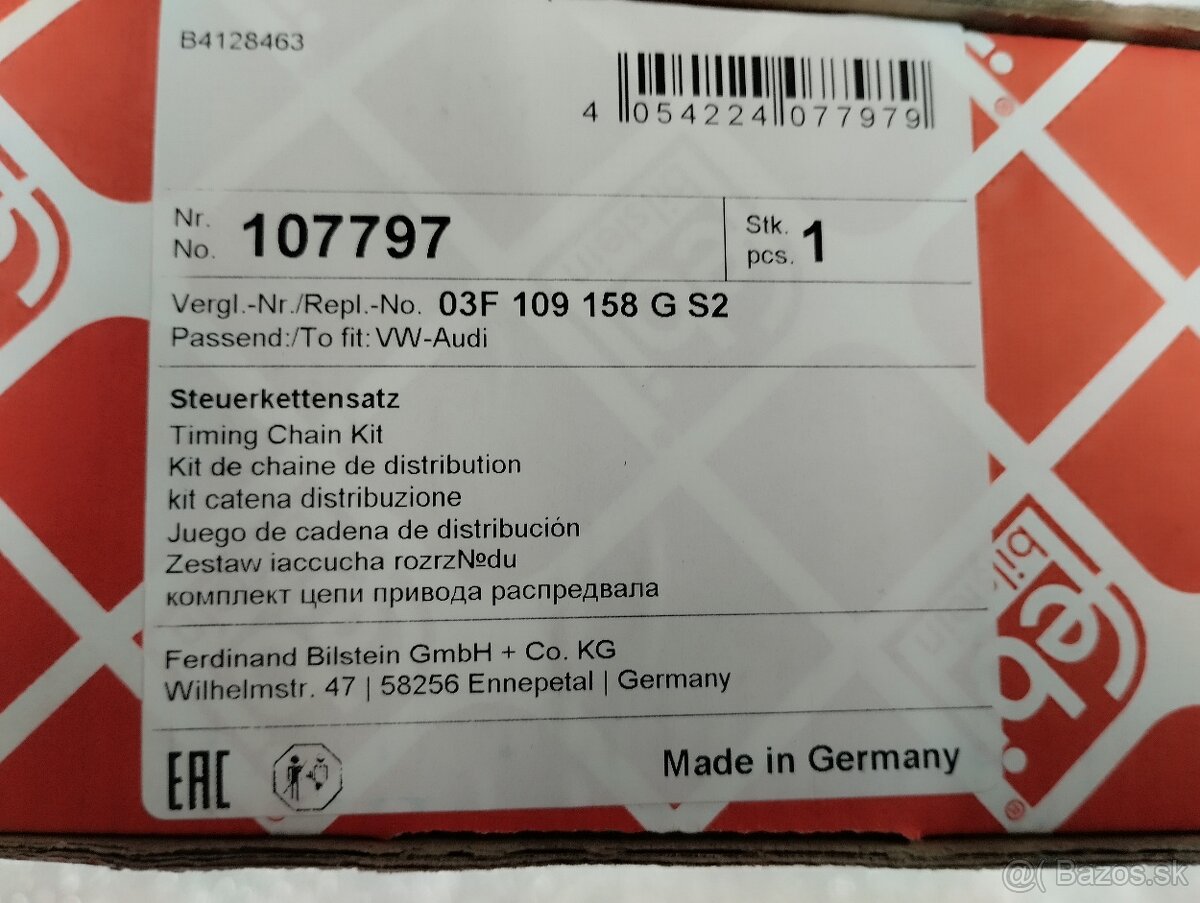 B4128463
4 054224 077979
Nr.
No. 107797
Stk.
pcs. 1
Vergl.-Nr./Repl.-No. 03F 109 158 G S2
Passend:/To fit: VW-Audi
Steuerkettensatz
Timing Chain Kit
Kit de chaine de distribution
kit catena distribuzione
Juego de cadena de distribución
Zestaw iaccucha rozrz№du
комплект цепи привода распредвала
Ferdinand Bilstein GmbH + Co. KG
Wilhelmstr. 47 | 58256 Ennepetal | Germany
EAC
Made in Germany
bilstein
feb
Bazos.sk